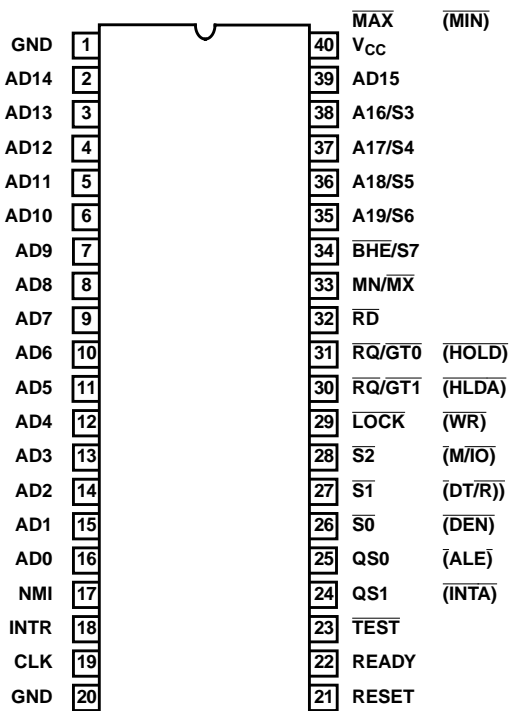 MAX (MIN)
GND 1 40 VCC
AD14 2 39 AD15
AD13 3 38 A16/S3
AD12 4 37 A17/S4
AD11 5 36 A18/S5
AD10 6 35 A19/S6
AD9 7 34 BHE/S7
AD8 8 33 MN/MX
AD7 9 32 RD
AD6 10 31 RQ/GT0 (HOLD)
AD5 11 30 RQ/GT1 (HLDA)
AD4 12 29 LOCK (WR)
AD3 13 28 S2 (M/IO)
AD2 14 27 S1 (DT/R))
AD1 15 26 S0 (DEN)
AD0 16 25 QS0 (ALE)
NMI 17 24 QS1 (INTA)
INTR 18 23 TEST
CLK 19 22 READY
GND 20 21 RESET